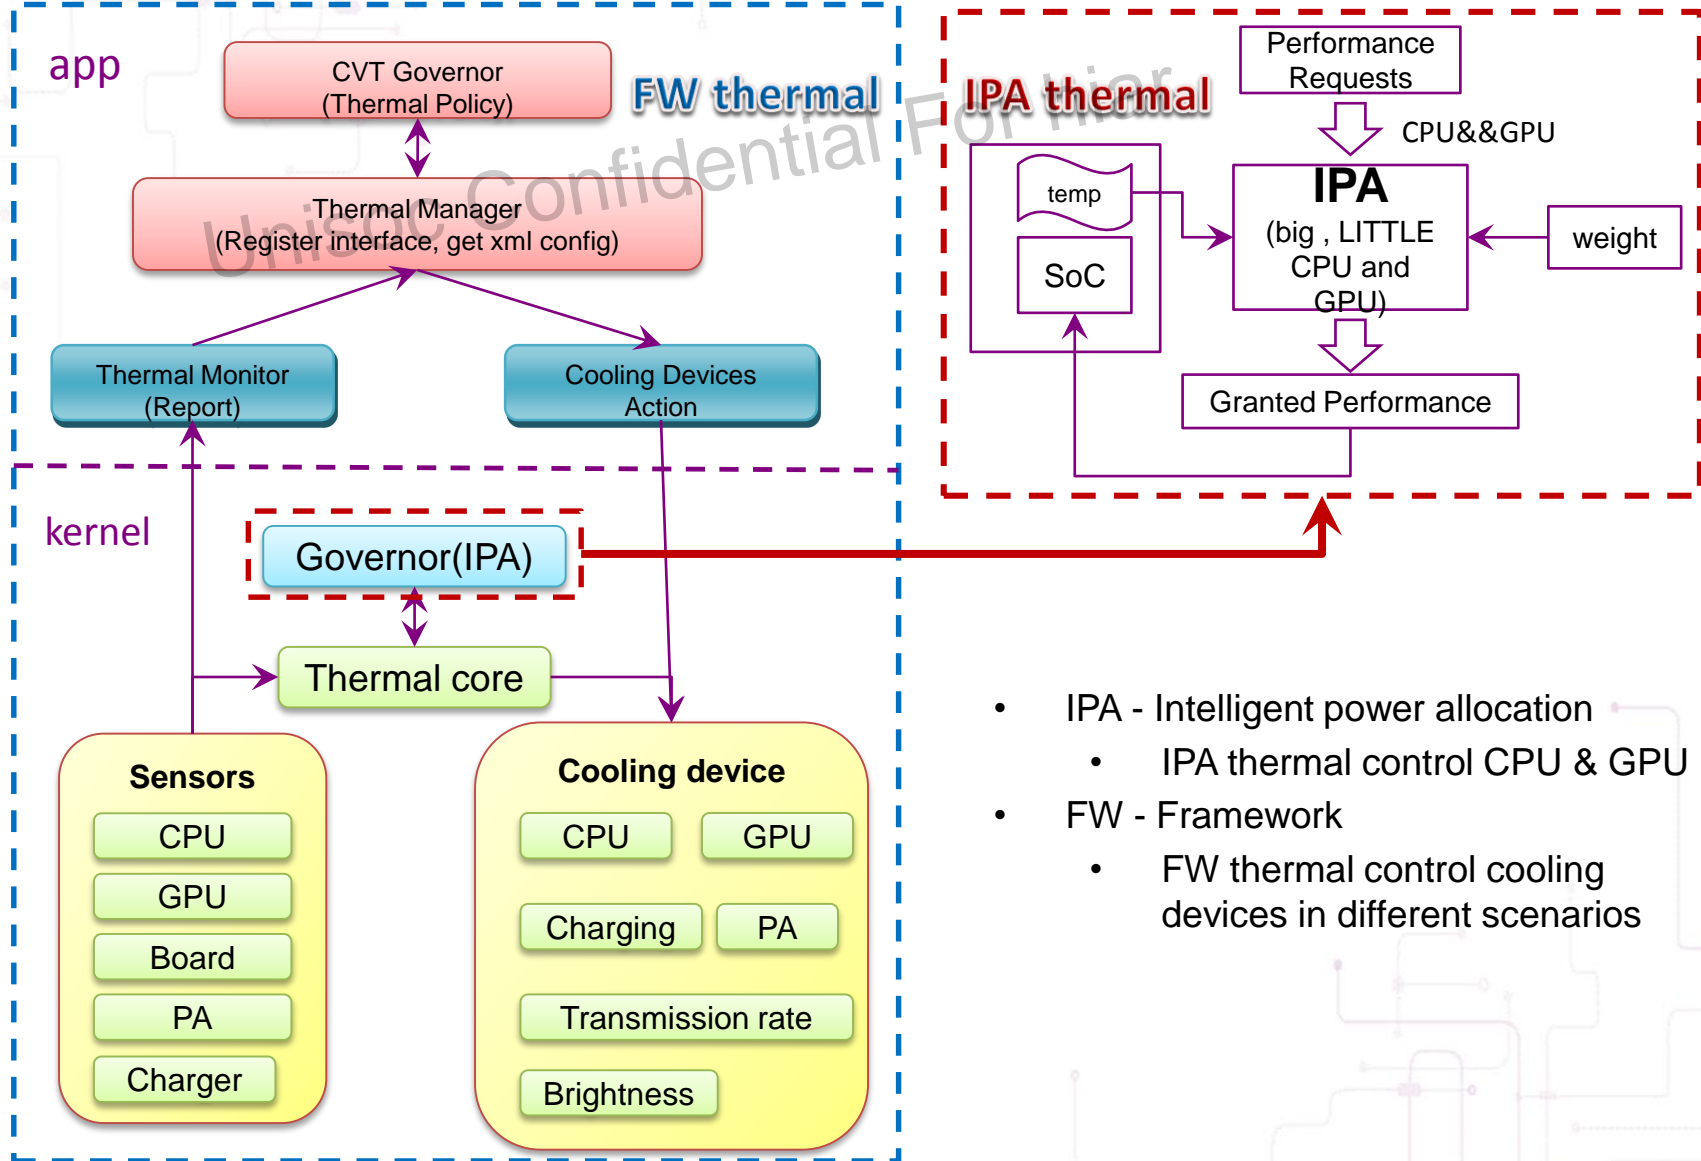 app
CVT Governor
(Thermal Policy)
FW thermal
Thermal Manager
(Register interface, get xml config)
Thermal Monitor
(Report)
Cooling Devices
Action
kernel
Governor(IPA)
Thermal core
Sensors
CPU
GPU
Board
PA
Charger
Cooling device
CPU
GPU
Charging
PA
Transmission rate
Brightness
IPA thermal
Performance
Requests
CPU&&GPU
temp
SoC
IPA
(big , LITTLE
CPU and
GPU)
weight
Granted Performance
• IPA - Intelligent power allocation
• IPA thermal control CPU & GPU
• FW - Framework
• FW thermal control cooling
devices in different scenarios
Unisoc Confidential For hiar